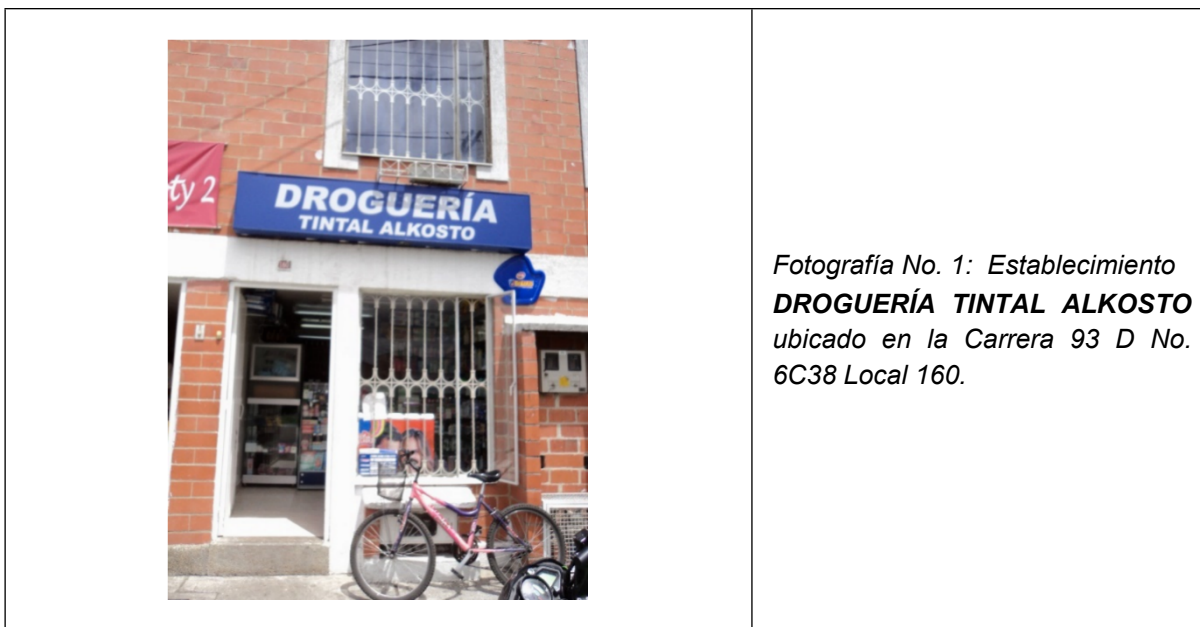 ty 2
DROGUERÍA
TINTAL ALKOSTO
Fotografía No. 1: Establecimiento
DROGUERÍA TINTAL ALKOSTO
ubicado en la Carrera 93 D No.
6C38 Local 160.